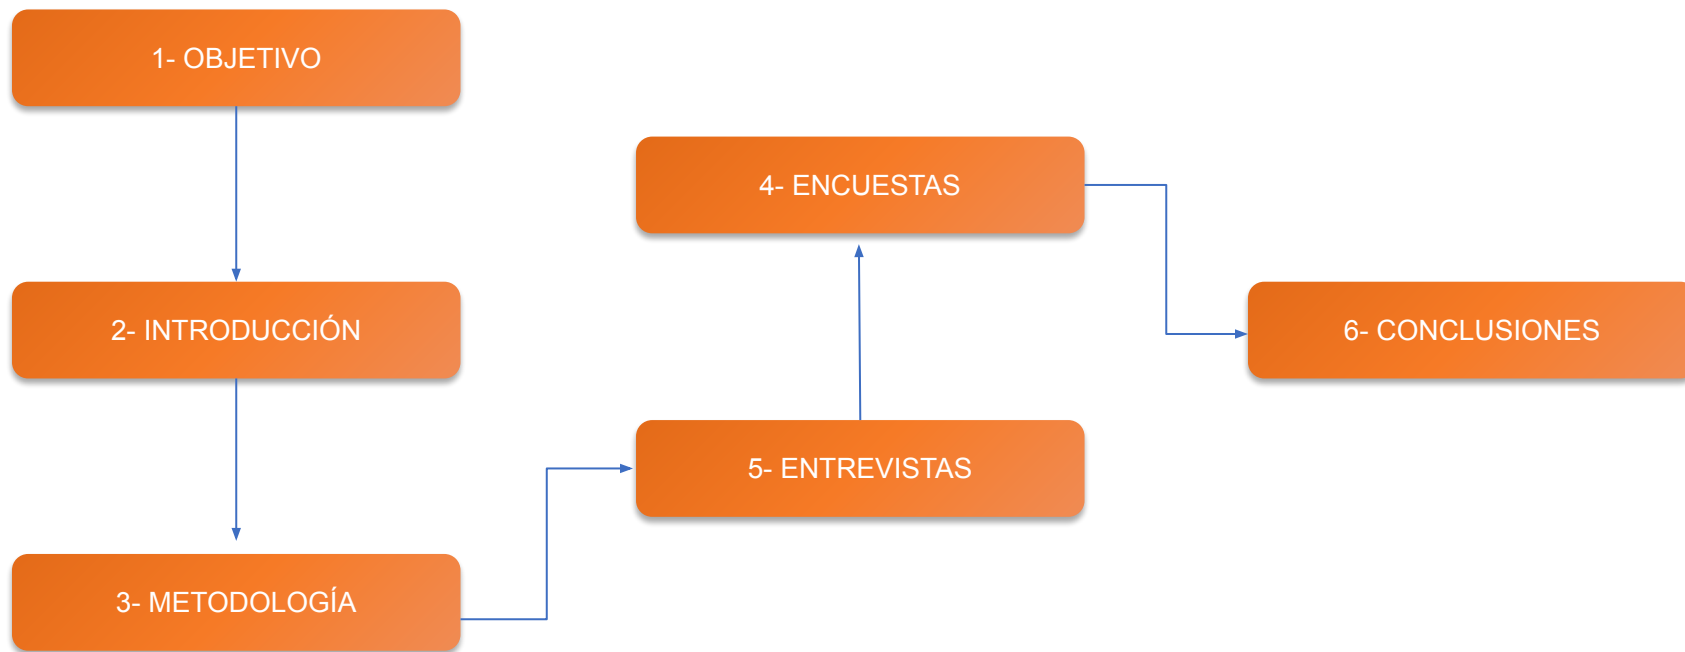 1- OBJETIVO
2- INTRODUCCIÓN
3- METODOLOGÍA
4- ENCUESTAS
5- ENTREVISTAS
6- CONCLUSIONES